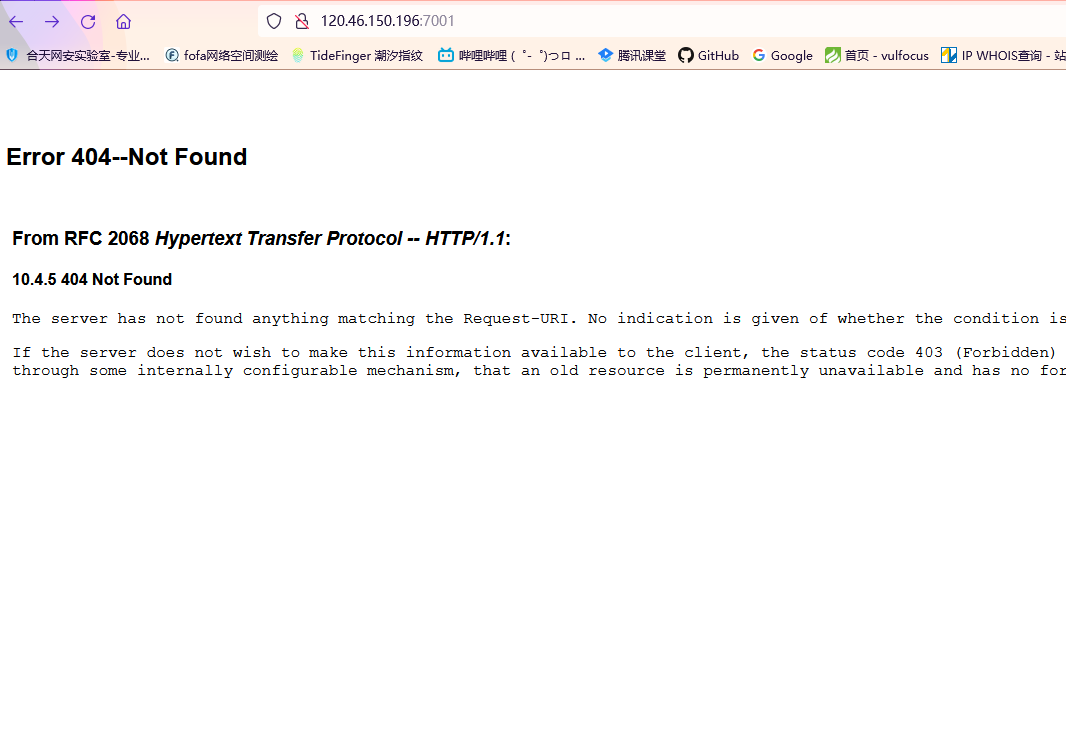 120.46.150.196:7001
合天网安实验室-专业... fofa网络空间测绘 TideFinger 潮汐指纹 哔哩哔哩 ( ゜- ゜)つロ ... 腾讯课堂 GitHub Google 首页 - vulfocus IP WHOIS查询 - 站
Error 404--Not Found
From RFC 2068 Hypertext Transfer Protocol -- HTTP/1.1:
10.4.5 404 Not Found
The server has not found anything matching the Request-URI. No indication is given of whether the condition is
If the server does not wish to make this information available to the client, the status code 403 (Forbidden)
through some internally configurable mechanism, that an old resource is permanently unavailable and has no for